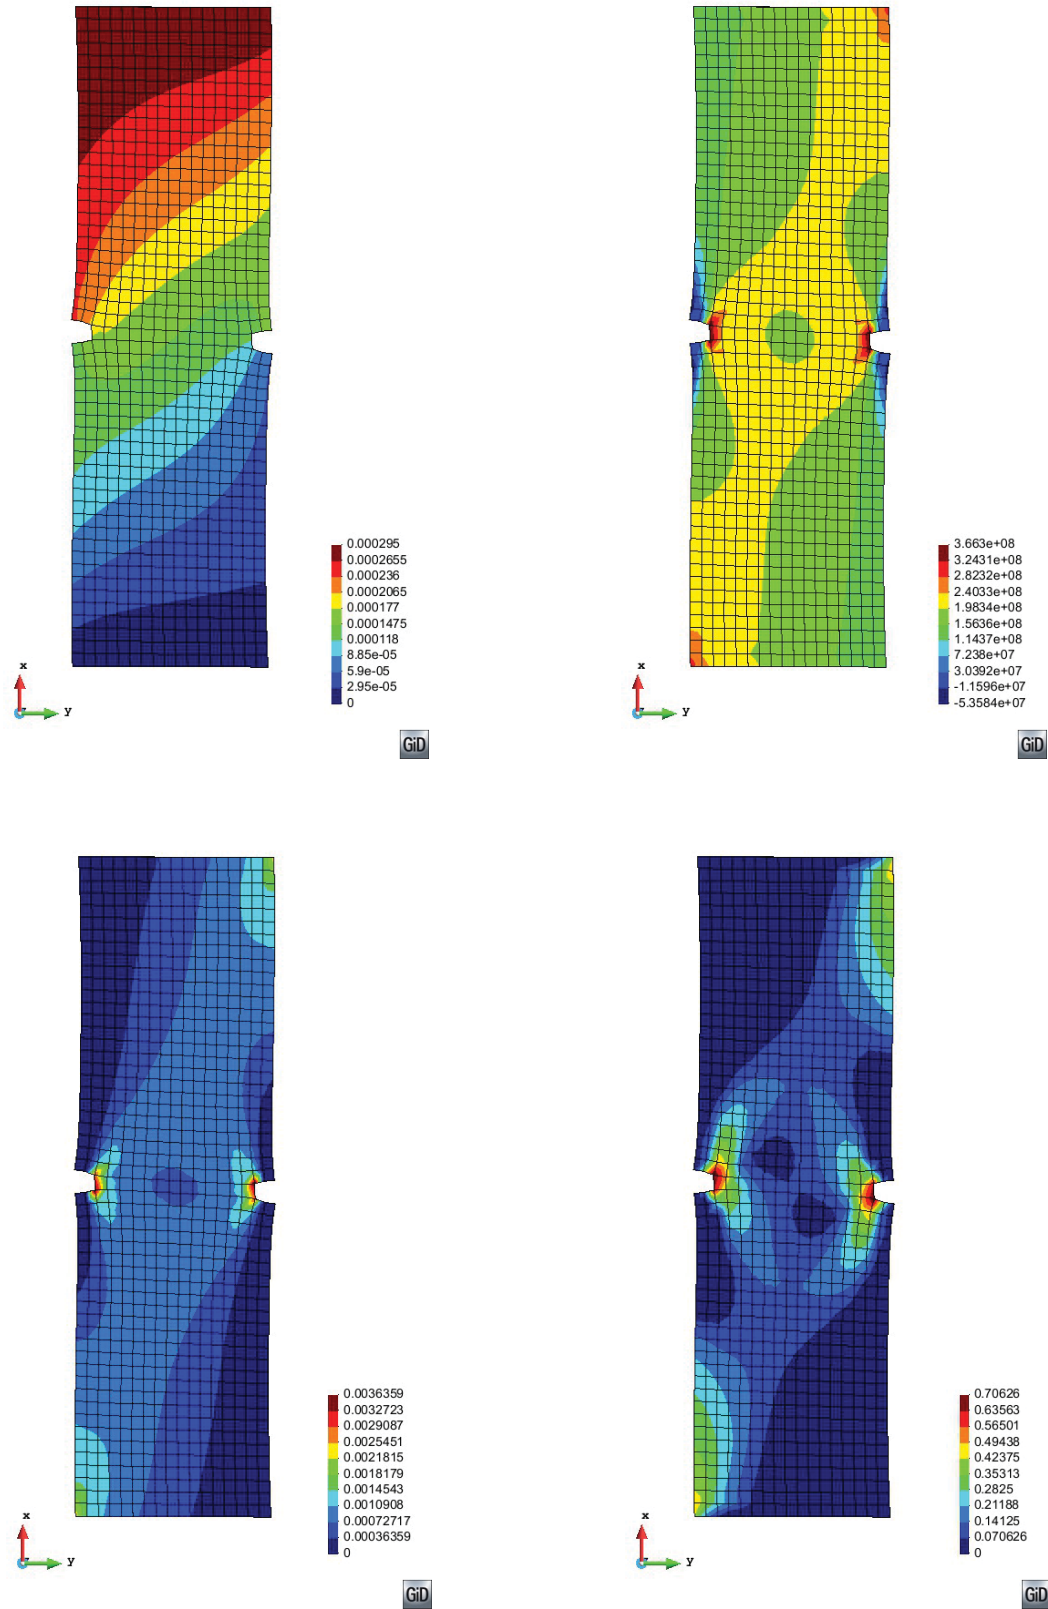 0.000295
0.0002655
0.000236
0.0002065
0.000177
0.0001475
0.000118
8.85e-05
5.9e-05
2.95e-05
0
x
y
GiD
3.663e+08
3.2431e+08
2.8232e+08
2.4033e+08
1.9834e+08
1.5636e+08
1.1437e+08
7.238e+07
3.0392e+07
-1.1596e+07
-5.3584e+07
x
y
GiD
0.0036359
0.0032723
0.0029087
0.0025451
0.0021815
0.0018179
0.0014543
0.0010908
0.00072717
0.00036359
0
x
y
GiD
0.70626
0.63563
0.56501
0.49438
0.42375
0.35313
0.2825
0.21188
0.14125
0.070626
0
x
y
GiD